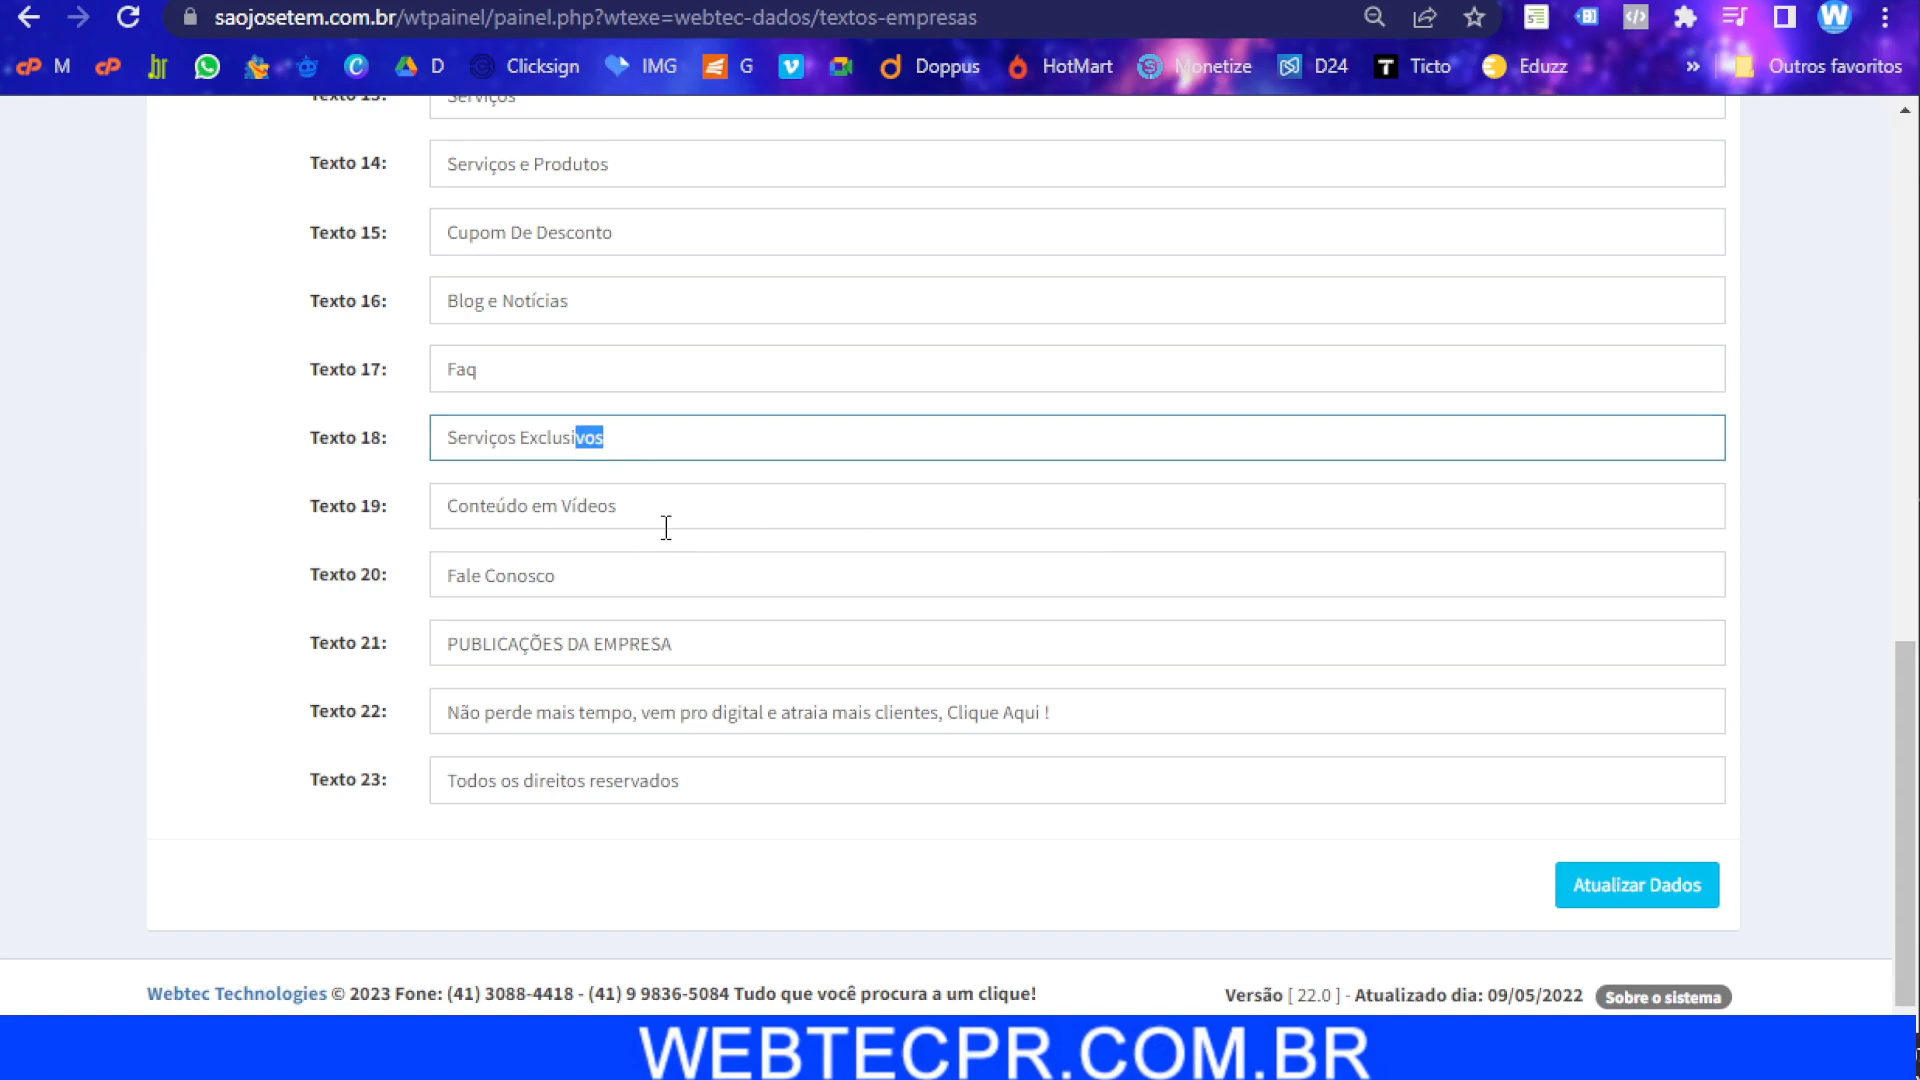 saojosetem.com.br/wtpainel/painel.php?wtexe=webtec-dados/textos-empresas
M
D
Clicksign
IMG
G
Doppus
HotMart
Monetize
D24
Ticto
Eduzz
»
Outros favoritos
Texto 13: Serviços
Texto 14: Serviços e Produtos
Texto 15: Cupom De Desconto
Texto 16: Blog e Notícias
Texto 17: Faq
Texto 18: Serviços Exclusivos
Texto 19: Conteúdo em Vídeos
Texto 20: Fale Conosco
Texto 21: PUBLICAÇÕES DA EMPRESA
Texto 22: Não perde mais tempo, vem pro digital e atraia mais clientes, Clique Aqui !
Texto 23: Todos os direitos reservados
Atualizar Dados
Webtec Technologies © 2023 Fone: (41) 3088-4418 - (41) 9 9836-5084 Tudo que você procura a um clique!
Versão [ 22.0 ] - Atualizado dia: 09/05/2022 Sobre o sistema
WEBTECPR.COM.BR